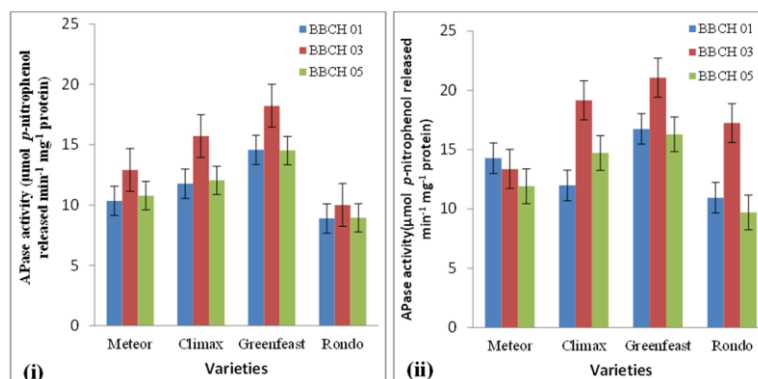 25
20
15
10
5
0
APase activity (µmol p-nitrophenol
released min-1 mg-1 protein)
BBCH 01
BBCH 03
BBCH 05
Meteor Climax Greenfeast Rondo
Varieties
(i)
25
20
15
10
5
0
APase activity(µmol p-nitrophenol released
min-1 mg-1 protein)
BBCH 01
BBCH 03
BBCH 05
Meteor Climax Greenfeast Rondo
Varieties
(ii)